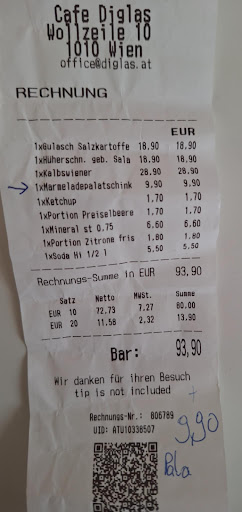 Cafe Diglas
Wollzeile 10
1010 Wien
office@diglas.at
RECHNUNG
EUR
1xGulasch Salzkartoffe 18.90 18.90
1xHühnerschn. geb. Sala 18.90 18.90
1xKalbswiener 28.90 28.90
1xMarmeladepalatschink 9.90 9.90
1xKetchup 1.70 1.70
1xPortion Preiselbeere 1.70 1.70
1xMineral st 0.75 6.60 6.60
1xPortion Zitrone fris 1.80 1.80
1xSoda Hi 1/2 l 5.50 5.50
Rechnungs-Summe in EUR 93,90
Satz Netto MWSt. Summe
EUR 10 72.73 7.27 80.00
EUR 20 11.58 2.32 13.90
Bar: 93,90
Wir danken für ihren Besuch
tip is not included
Rechnungs-Nr.: 806789
UID: ATU10338507
9,90